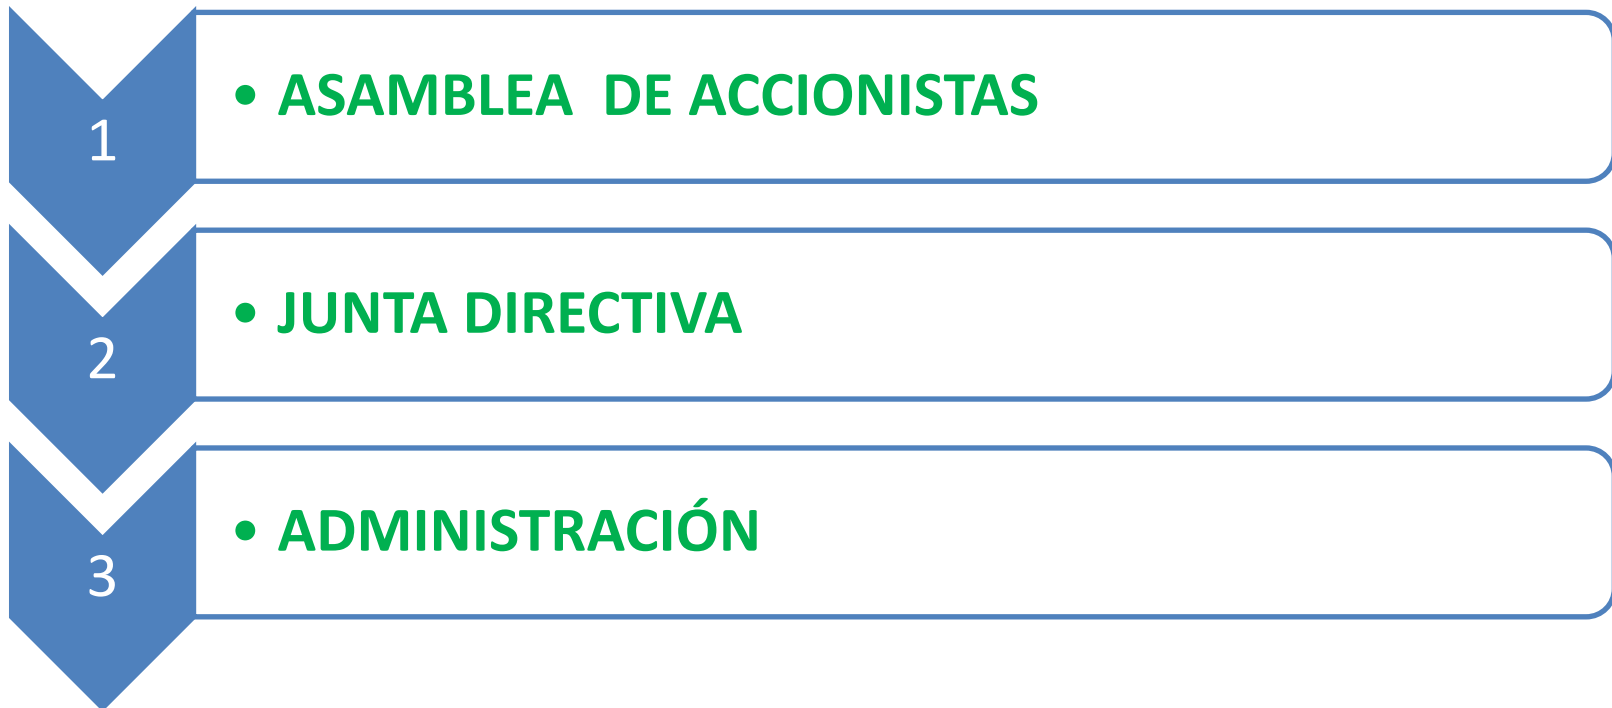 1
• ASAMBLEA  DE ACCIONISTAS
2
• JUNTA DIRECTIVA
3
• ADMINISTRACIÓN